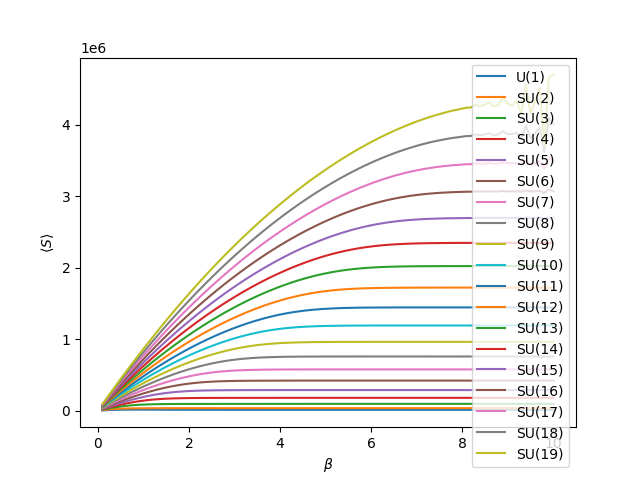 1e6
⟨S⟩
4
3
2
1
0
0
2
4
6
8
10
β
U(1)
SU(2)
SU(3)
SU(4)
SU(5)
SU(6)
SU(7)
SU(8)
SU(9)
SU(10)
SU(11)
SU(12)
SU(13)
SU(14)
SU(15)
SU(16)
SU(17)
SU(18)
SU(19)